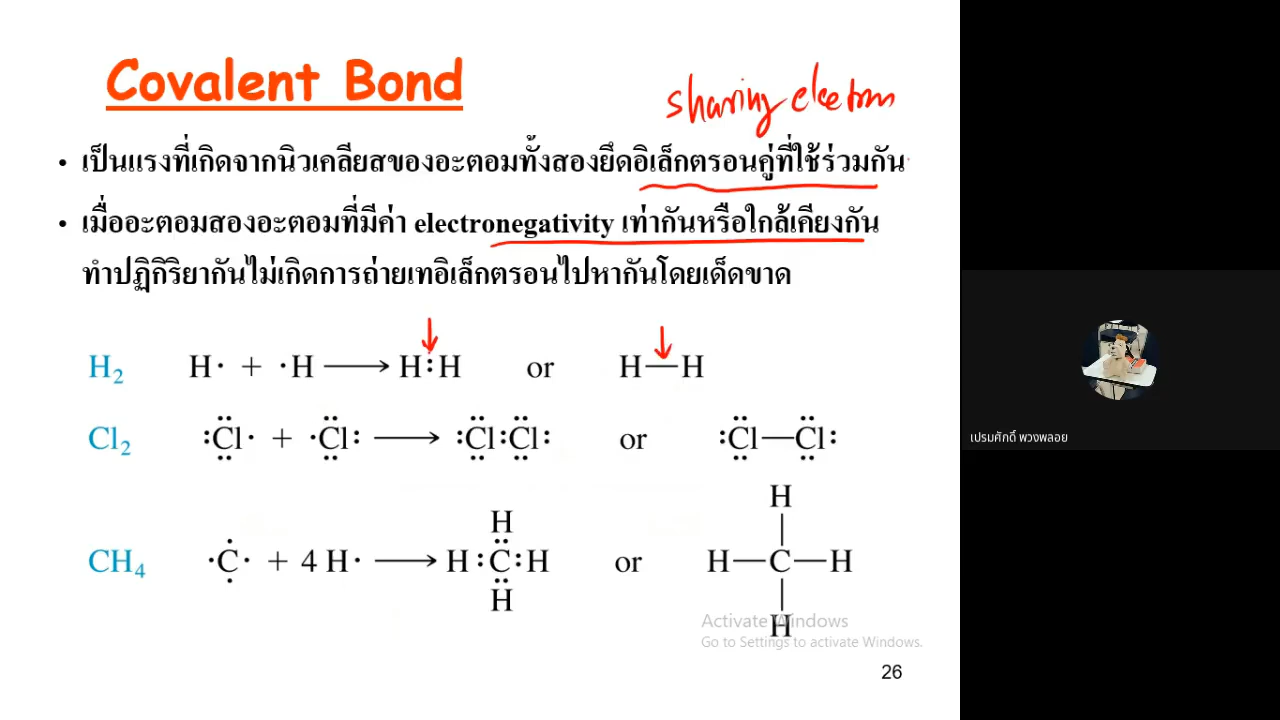 Covalent Bond
sharing electron
• เป็นแรงที่เกิดจากนิวเคลียสของอะตอมทั้งสองยึดอิเล็กตรอนคู่ที่ใช้ร่วมกัน
• เมื่ออะตอมสองอะตอมที่มีค่า electronegativity เท่ากันหรือใกล้เคียงกัน
ทำปฏิกิริยากันไม่เกิดการถ่ายเทอิเล็กตรอนไปหากันโดยเด็ดขาด
H₂ H· + ·H ⟶ H:H or H—H
Cl₂ :Cl· + ·Cl: ⟶ :Cl:Cl: or :Cl—Cl:
H H
CH₄ ·C· + 4 H· ⟶ H:C:H or H—C—H
H H
Activate Windows
Go to Settings to activate Windows.
26
เปรมศักดิ์ พวงพลอย